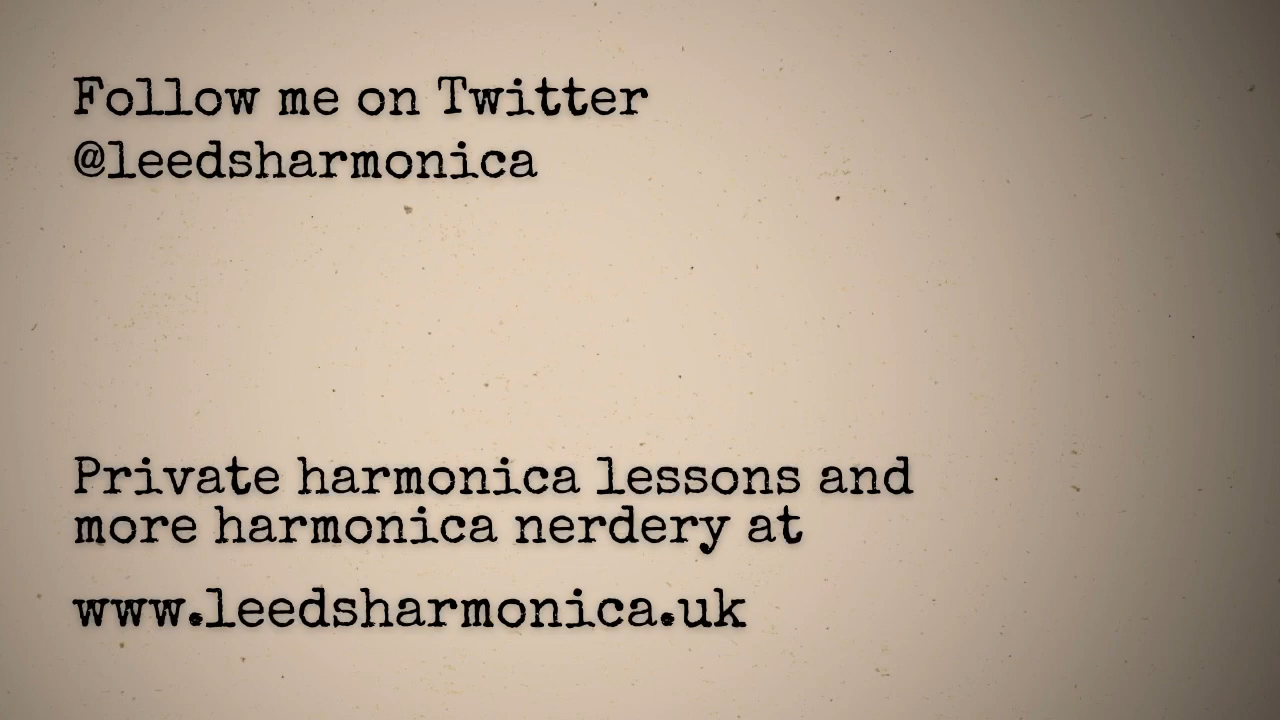 Follow me on Twitter
@leedsharmonica
Private harmonica lessons and
more harmonica nerdery at
www.leedsharmonica.uk